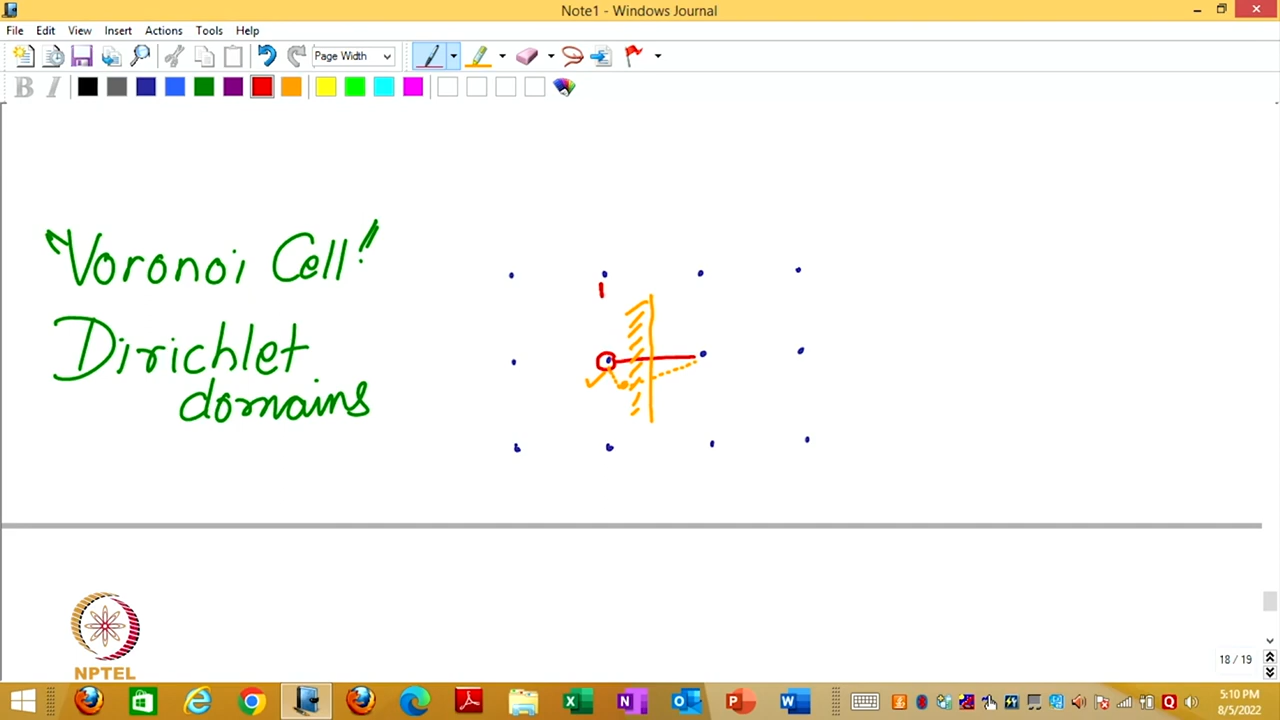 Note1 - Windows Journal
File Edit View Insert Actions Tools Help
Page Width
B I
"Voronoi Cell"
Dirichlet
domains
18 / 19
NPTEL
5:10 PM
8/5/2022